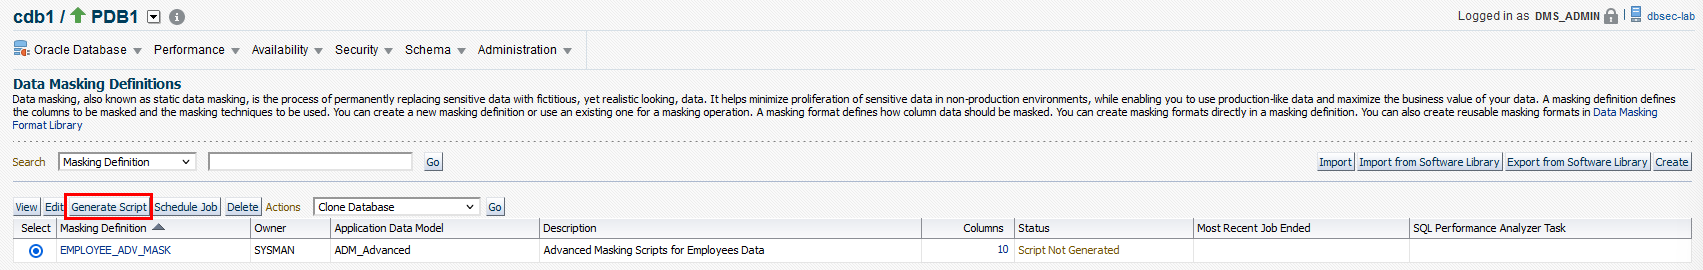 cdb1 / PDB1
Logged in as DMS_ADMIN dbsec-lab
Oracle Database Performance Availability Security Schema Administration
Data Masking Definitions
Data masking, also known as static data masking, is the process of permanently replacing sensitive data with fictitious, yet realistic looking, data. It helps minimize proliferation of sensitive data in non-production environments, while enabling you to use production-like data and maximize the business value of your data. A masking definition defines
the columns to be masked and the masking techniques to be used. You can create a new masking definition or use an existing one for a masking operation. A masking format defines how column data should be masked. You can create masking formats directly in a masking definition. You can also create reusable masking formats in Data Masking
Format Library
Search Masking Definition Go Import Import from Software Library Export from Software Library Create
View Edit Generate Script Schedule Job Delete Actions Clone Database Go
Select Masking Definition Owner Application Data Model Description Columns Status Most Recent Job Ended SQL Performance Analyzer Task
EMPLOYEE_ADV_MASK SYSMAN ADM_Advanced Advanced Masking Scripts for Employees Data 10 Script Not Generated